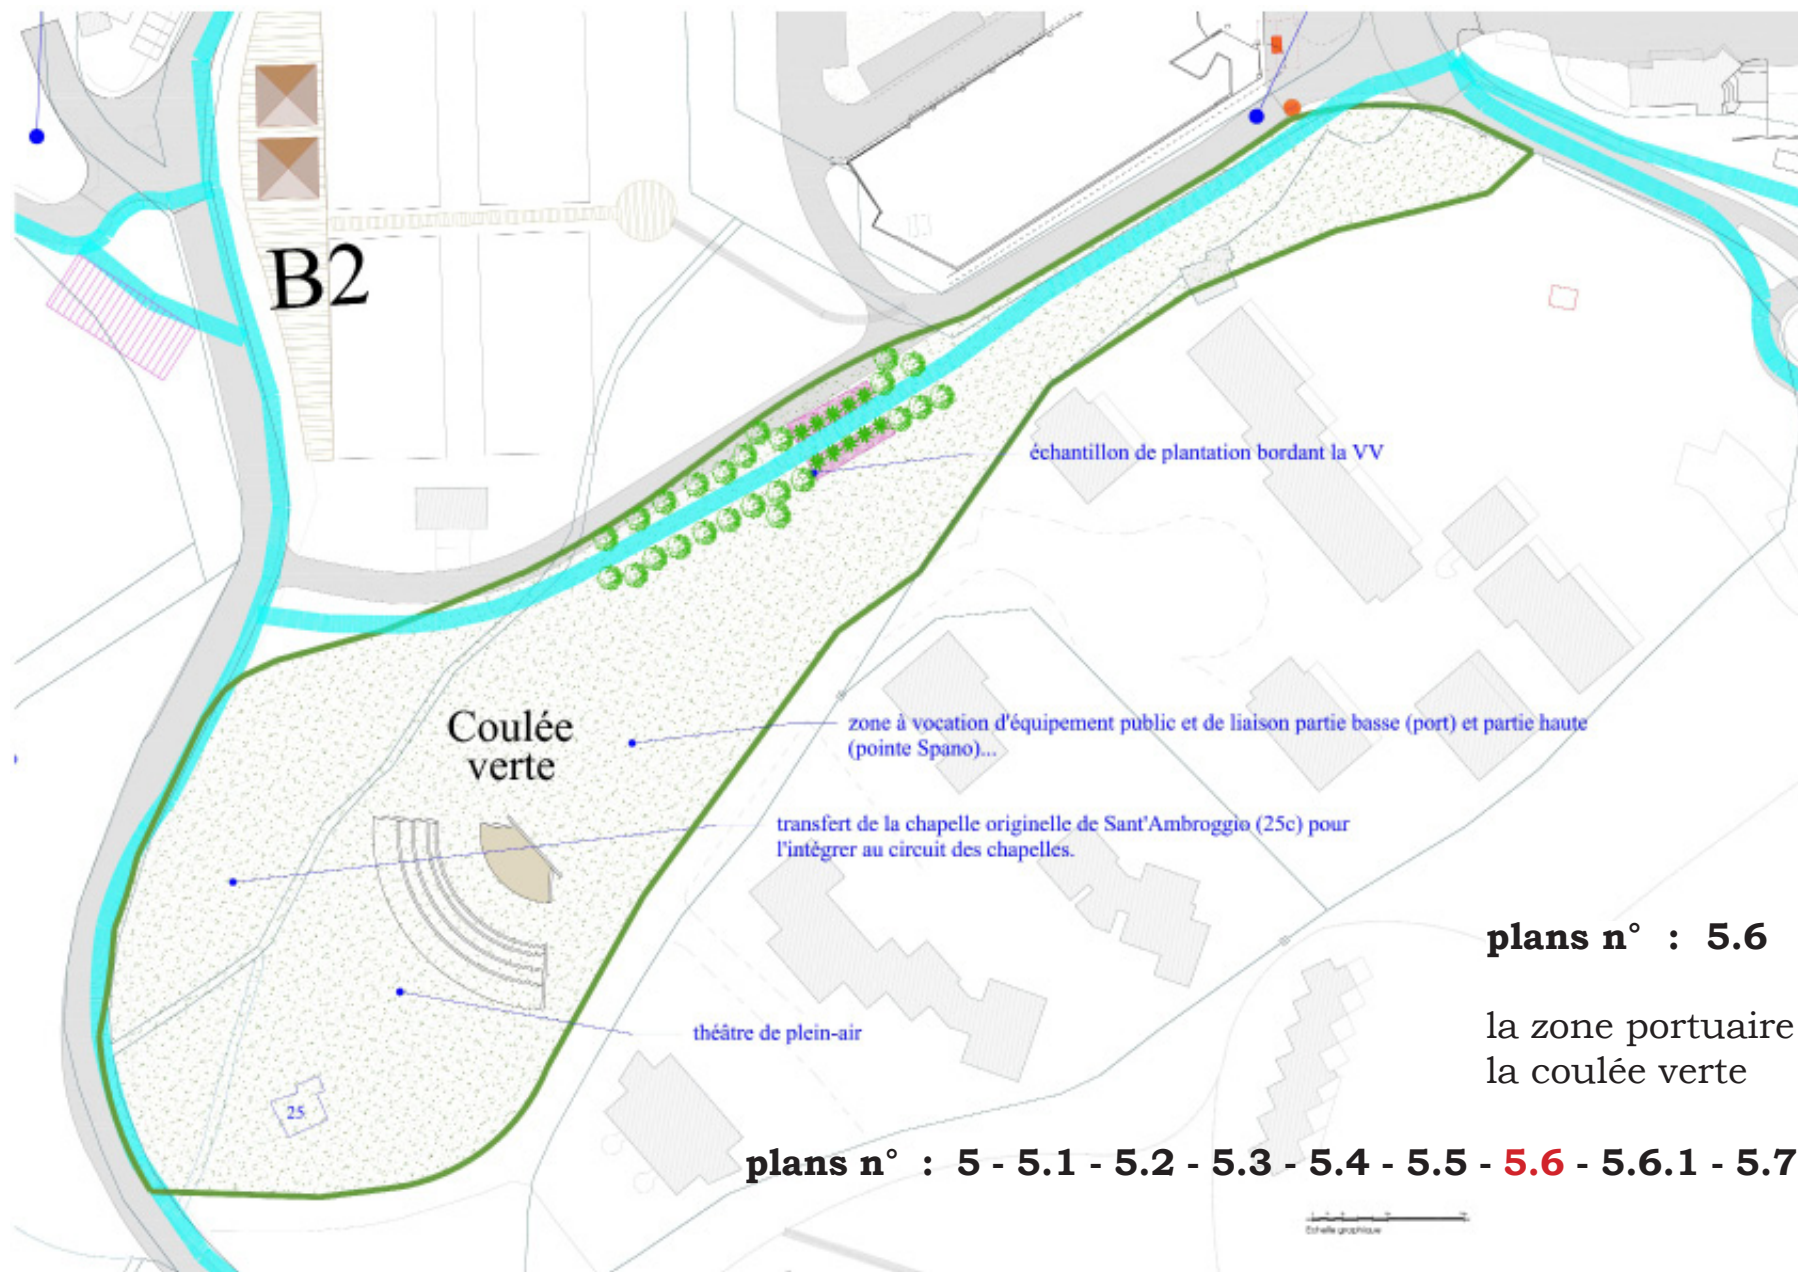 B2
échantillon de plantation bordant la VV
Coulée
verte
zone à vocation d'équipement public et de liaison partie basse (port) et partie haute
(pointe Spano)...
transfert de la chapelle originelle de Sant'Ambroggio (25c) pour
l'intégrer au circuit des chapelles.
théâtre de plein-air
25
plans n° : 5.6
la zone portuaire
la coulée verte
plans n° : 5 - 5.1 - 5.2 - 5.3 - 5.4 - 5.5 - 5.6 - 5.6.1 - 5.7
Echelle graphique